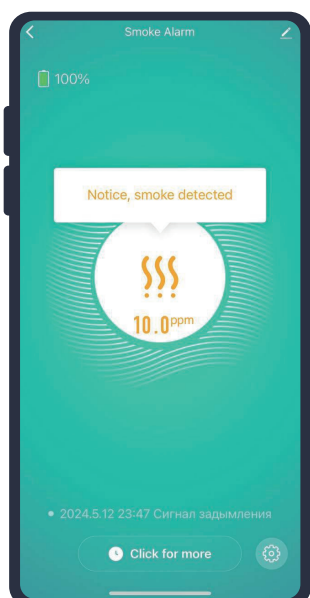 Smoke Alarm
100%
Notice, smoke detected
10.0ppm
2024.5.12 23:47 Сигнал задымления
Click for more